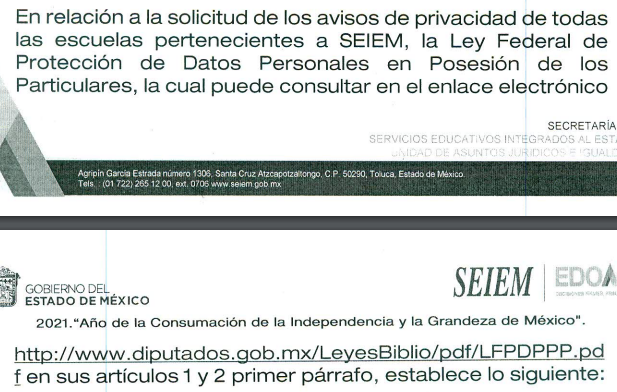 En relación a la solicitud de los avisos de privacidad de todas
las escuelas pertenecientes a SEIEM, la Ley Federal de
Protección de Datos Personales en Posesión de los
Particulares, la cual puede consultar en el enlace electrónico
SECRETARÍA
SERVICIOS EDUCATIVOS INTEGRADOS AL ESTA
UNIDAD DE ASUNTOS JURÍDICOS E IGUALD
Agripín García Estrada número 1306, Santa Cruz Atzcapotzaltongo, C.P. 50290, Toluca, Estado de México.
Tels.: (01 722) 265 12 00, ext. 0706 www.seiem.gob.mx
GOBIERNO DEL
ESTADO DE MÉXICO
SEIEM
EDOM
2021."Año de la Consumación de la Independencia y la Grandeza de México".
http://www.diputados.gob.mx/LeyesBiblio/pdf/LFPDPPP.pd
f en sus artículos 1 y 2 primer párrafo, establece lo siguiente: